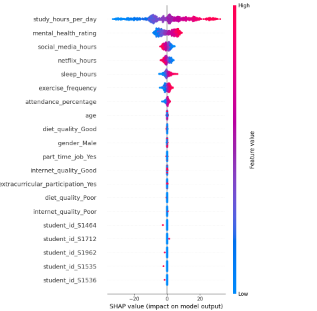 High
study_hours_per_day
mental_health_rating
social_media_hours
netflix_hours
sleep_hours
exercise_frequency
attendance_percentage
age
diet_quality_Good
gender_Male
part_time_job_Yes
internet_quality_Good
extracurricular_participation_Yes
diet_quality_Poor
internet_quality_Poor
student_id_S1464
student_id_S1712
student_id_S1962
student_id_S1535
student_id_S1536
Feature value
Low
−20 0 20
SHAP value (impact on model output)